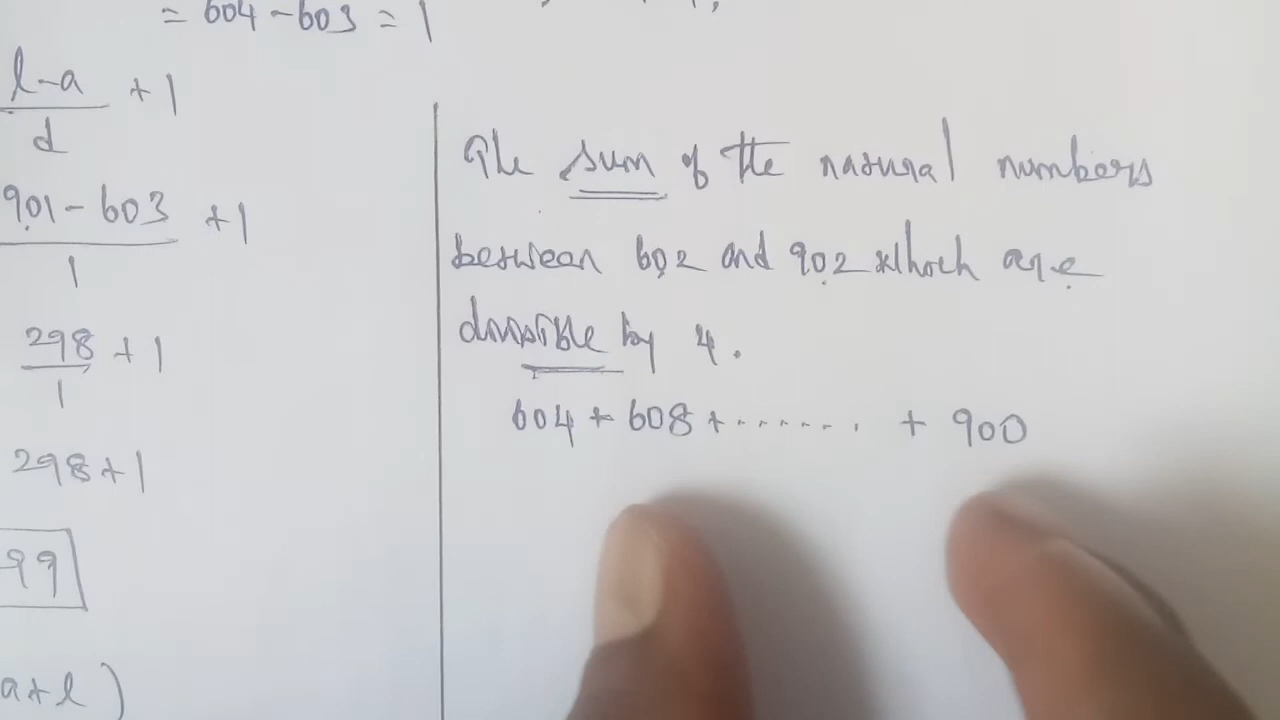 = 604 - 603 = 1
l-a/d + 1
901 - 603/1 + 1
298/1 + 1
298 + 1
99
a + l )
The sum of the natural numbers
between 602 and 902 which are
divisible by 4.
604 + 608 + ....... + 900